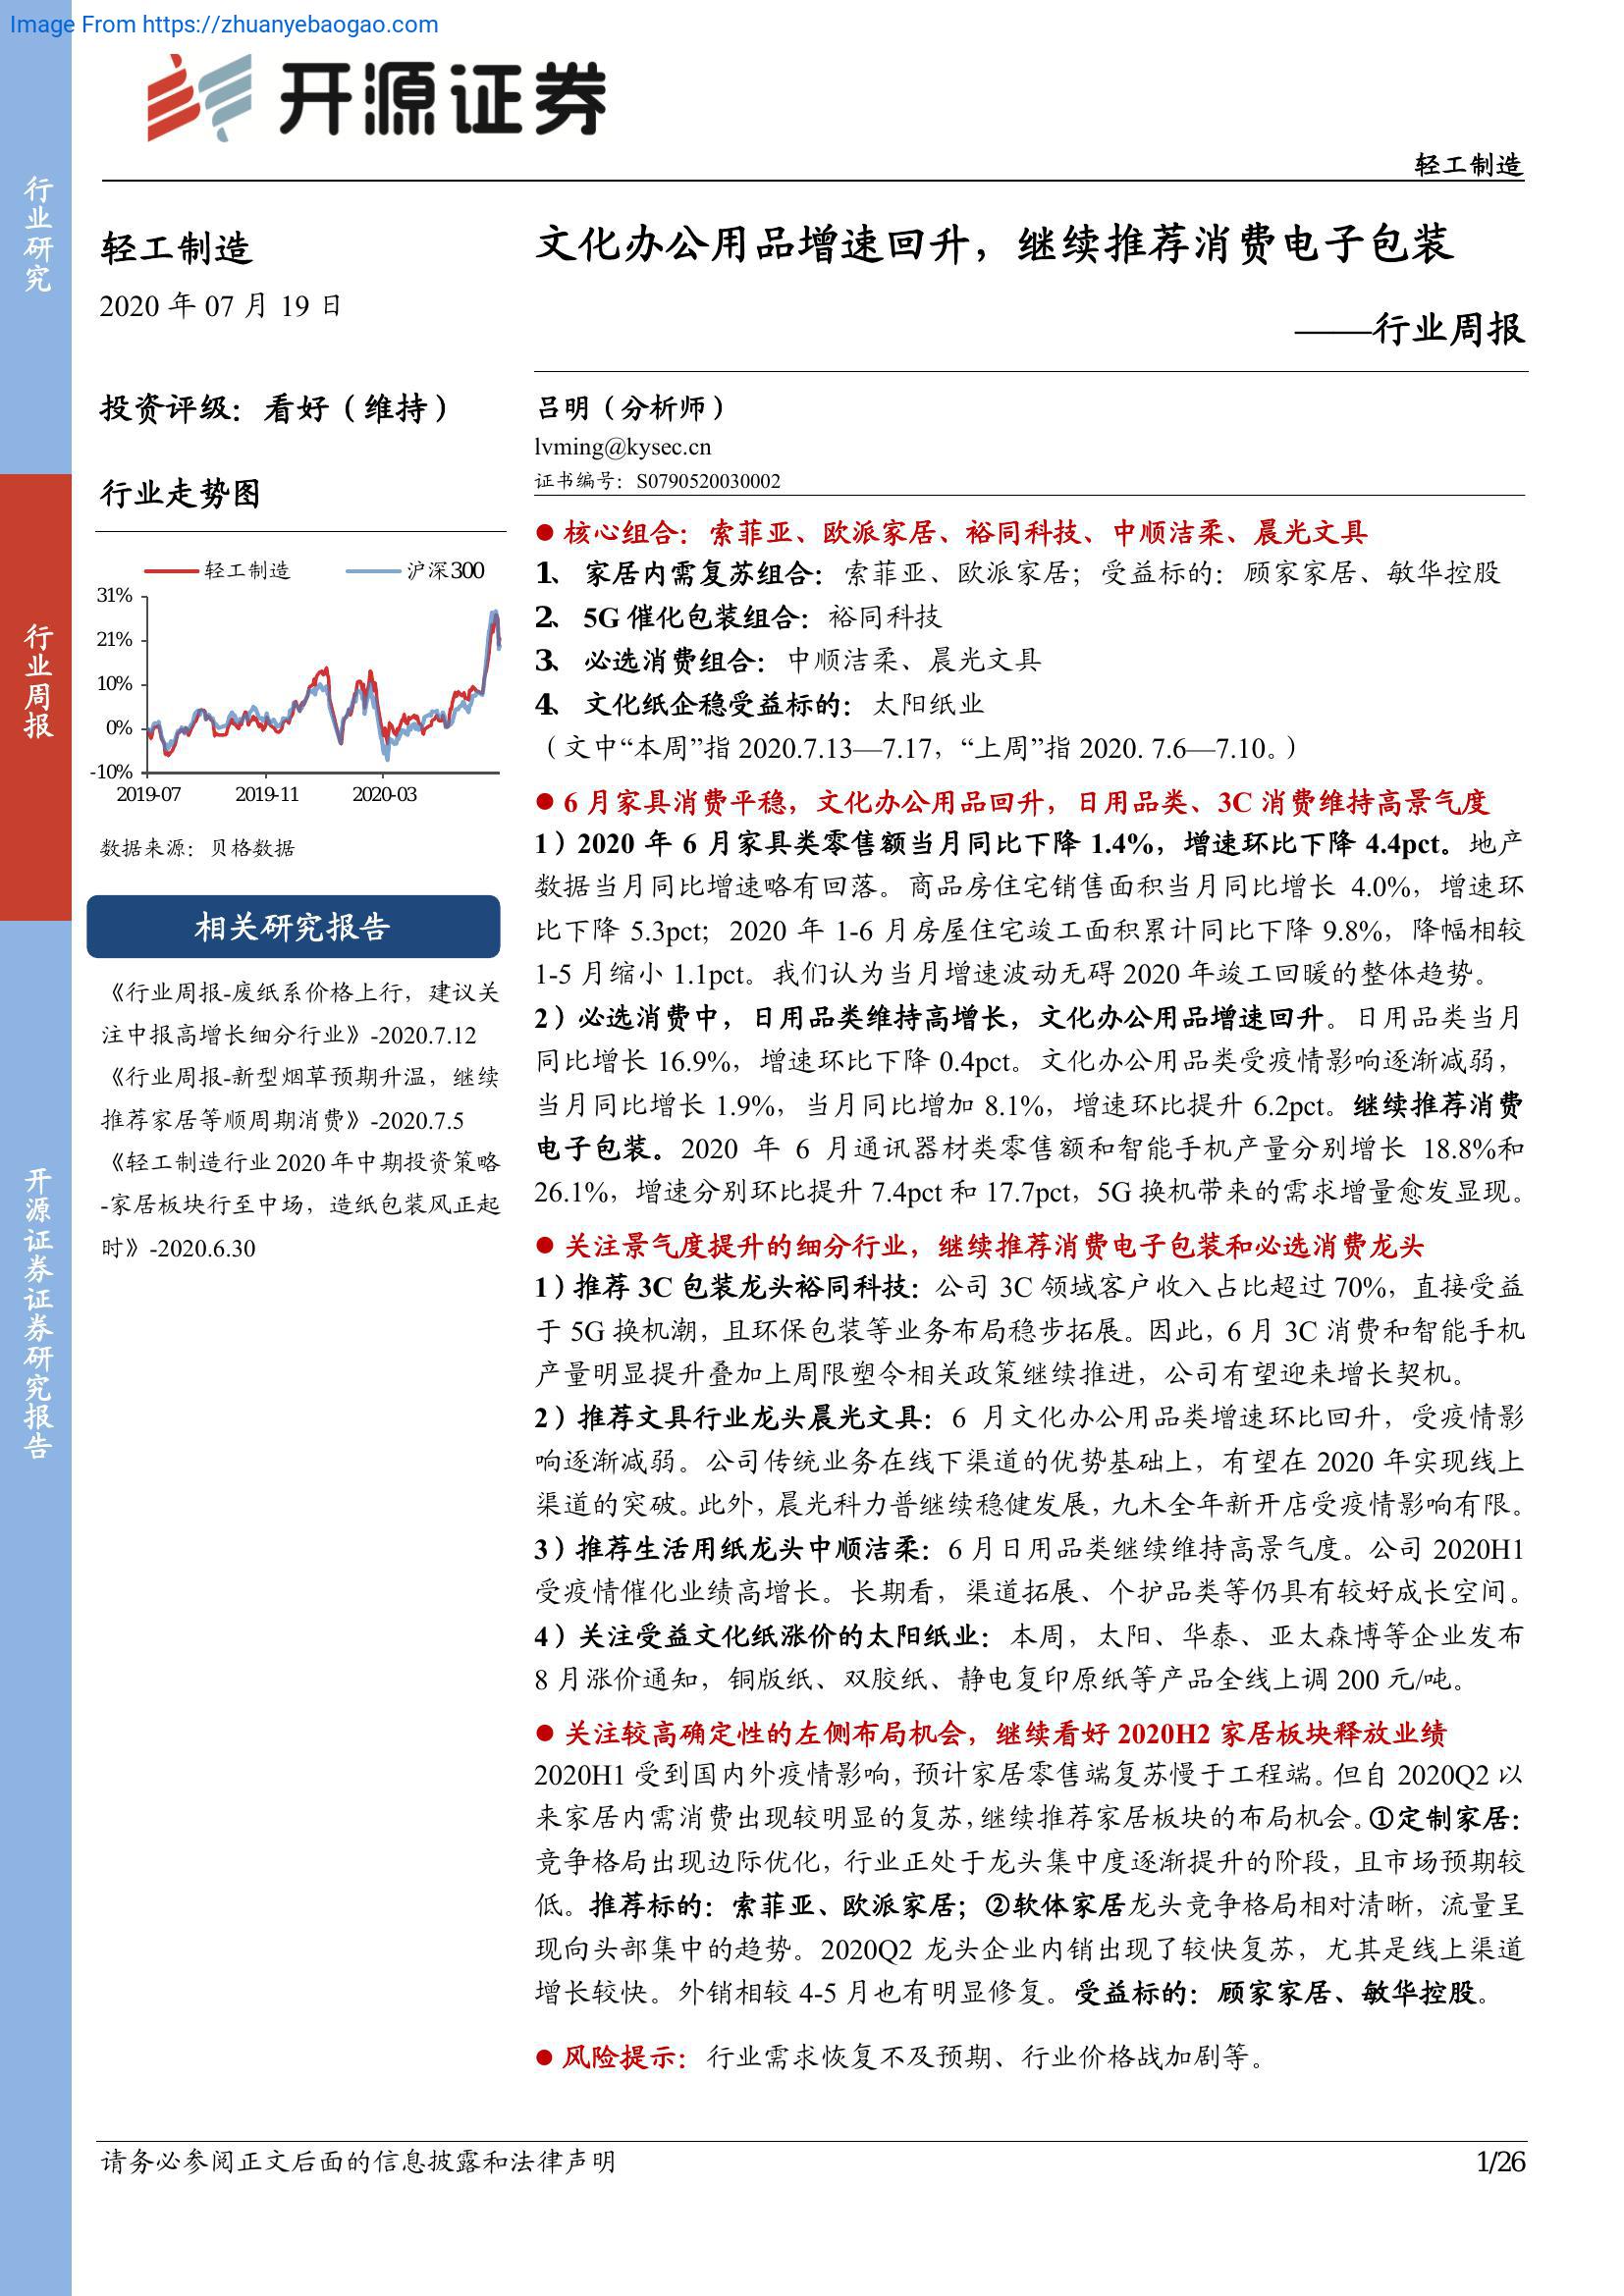 Image From https://zhuanyebaogao.com
开源证券
轻工制造
行业研究
行业周报
开源证券证券研究报告
轻工制造
2020 年 07 月 19 日
投资评级：看好（维持）
行业走势图
轻工制造 沪深300
31%
21%
10%
0%
-10%
2019-07 2019-11 2020-03
数据来源：贝格数据
相关研究报告
《行业周报-废纸系价格上行，建议关
注中报高增长细分行业》-2020.7.12
《行业周报-新型烟草预期升温，继续
推荐家居等顺周期消费》-2020.7.5
《轻工制造行业 2020 年中期投资策略
-家居板块行至中场，造纸包装风正起
时》-2020.6.30
文化办公用品增速回升，继续推荐消费电子包装
——行业周报
吕明（分析师）
lvming@kysec.cn
证书编号：S0790520030002
● 核心组合：索菲亚、欧派家居、裕同科技、中顺洁柔、晨光文具
1、 家居内需复苏组合：索菲亚、欧派家居；受益标的：顾家家居、敏华控股
2、 5G 催化包装组合：裕同科技
3、 必选消费组合：中顺洁柔、晨光文具
4、 文化纸企稳受益标的：太阳纸业
（文中“本周”指 2020.7.13—7.17，“上周”指 2020. 7.6—7.10。）
● 6 月家具消费平稳，文化办公用品回升，日用品类、3C 消费维持高景气度
1）2020 年 6 月家具类零售额当月同比下降 1.4%，增速环比下降 4.4pct。地产
数据当月同比增速略有回落。商品房住宅销售面积当月同比增长 4.0%，增速环
比下降 5.3pct；2020 年 1-6 月房屋住宅竣工面积累计同比下降 9.8%，降幅相较
1-5 月缩小 1.1pct。我们认为当月增速波动无碍 2020 年竣工回暖的整体趋势。
2）必选消费中，日用品类维持高增长，文化办公用品增速回升。日用品类当月
同比增长 16.9%，增速环比下降 0.4pct。文化办公用品类受疫情影响逐渐减弱，
当月同比增长 1.9%，当月同比增加 8.1%，增速环比提升 6.2pct。继续推荐消费
电子包装。2020 年 6 月通讯器材类零售额和智能手机产量分别增长 18.8%和
26.1%，增速分别环比提升 7.4pct 和 17.7pct，5G 换机带来的需求增量愈发显现。
● 关注景气度提升的细分行业，继续推荐消费电子包装和必选消费龙头
1）推荐 3C 包装龙头裕同科技：公司 3C 领域客户收入占比超过 70%，直接受益
于 5G 换机潮，且环保包装等业务布局稳步拓展。因此，6 月 3C 消费和智能手机
产量明显提升叠加上周限塑令相关政策继续推进，公司有望迎来增长契机。
2）推荐文具行业龙头晨光文具：6 月文化办公用品类增速环比回升，受疫情影
响逐渐减弱。公司传统业务在线下渠道的优势基础上，有望在 2020 年实现线上
渠道的突破。此外，晨光科力普继续稳健发展，九木全年新开店受疫情影响有限。
3）推荐生活用纸龙头中顺洁柔：6 月日用品类继续维持高景气度。公司 2020H1
受疫情催化业绩高增长。长期看，渠道拓展、个护品类等仍具有较好成长空间。
4）关注受益文化纸涨价的太阳纸业：本周，太阳、华泰、亚太森博等企业发布
8 月涨价通知，铜版纸、双胶纸、静电复印原纸等产品全线上调 200 元/吨。
● 关注较高确定性的左侧布局机会，继续看好 2020H2 家居板块释放业绩
2020H1 受到国内外疫情影响，预计家居零售端复苏慢于工程端。但自 2020Q2 以
来家居内需消费出现较明显的复苏，继续推荐家居板块的布局机会。①定制家居：
竞争格局出现边际优化，行业正处于龙头集中度逐渐提升的阶段，且市场预期较
低。推荐标的：索菲亚、欧派家居；②软体家居龙头竞争格局相对清晰，流量呈
现向头部集中的趋势。2020Q2 龙头企业内销出现了较快复苏，尤其是线上渠道
增长较快。外销相较 4-5 月也有明显修复。受益标的：顾家家居、敏华控股。
● 风险提示：行业需求恢复不及预期、行业价格战加剧等。
请务必参阅正文后面的信息披露和法律声明 1/26